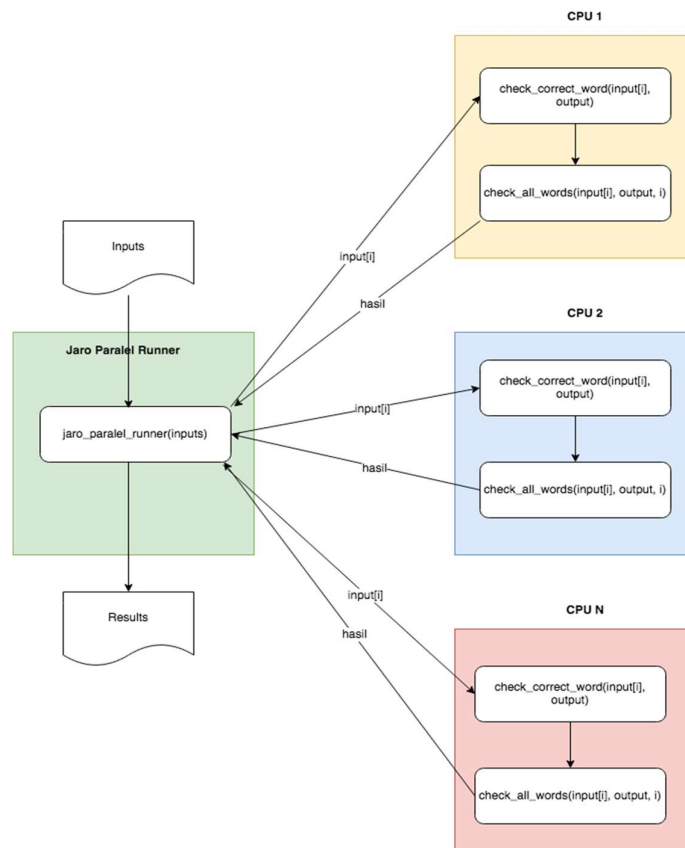 CPU 1
check_correct_word(input[i],
output)
check_all_words(input[i], output, i)
Inputs
input[i]
hasil
CPU 2
Jaro Paralel Runner
check_correct_word(input[i],
output)
jaro_paralel_runner(inputs)
input[i]
hasil
check_all_words(input[i], output, i)
Results
input[i]
hasil
CPU N
check_correct_word(input[i],
output)
check_all_words(input[i], output, i)